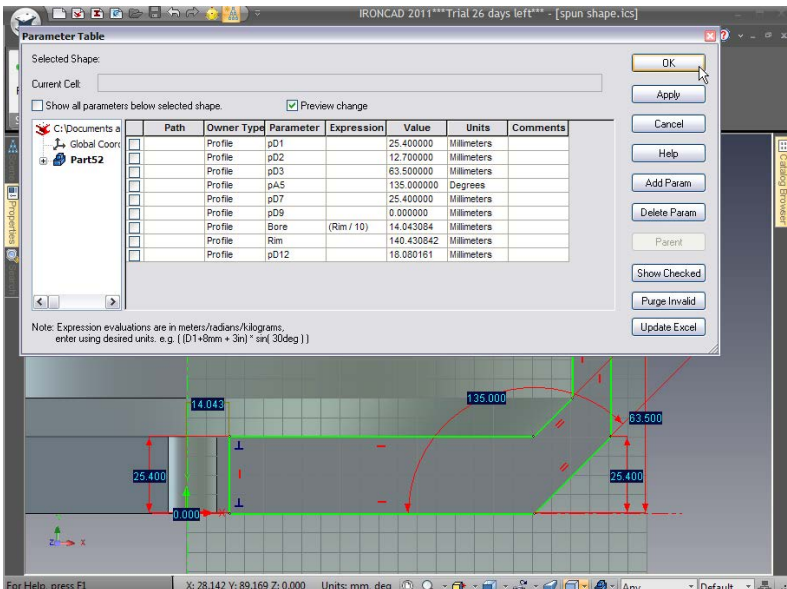 IRONCAD 2011***Trial 26 days left*** - [spun shape.ics]
Parameter Table
Selected Shape:
OK
Current Cell:
Apply
Show all parameters below selected shape.
Preview change
Cancel
C:\Documents a
Global Coord
Part52
Path Owner Type Parameter Expression Value Units Comments
Profile pD1 25.400000 Millimeters
Profile pD2 12.700000 Millimeters
Profile pD3 63.500000 Millimeters
Profile pA5 135.000000 Degrees
Profile pD7 25.400000 Millimeters
Profile pD9 0.000000 Millimeters
Profile Bore (Rim / 10) 14.043084 Millimeters
Profile Rim 140.430842 Millimeters
Profile pD12 18.080161 Millimeters
Help
Add Param
Delete Param
Parent
Show Checked
Purge Invalid
Update Excel
Note: Expression evaluations are in meters/radians/kilograms,
enter using desired units. e.g. ( (D1+8mm + 3in) * sin( 30deg ) )
Properties
Search
Catalog Browser
14.043
135.000
63.500
25.400
25.400
0.000
Z
X
For Help, press F1
X: 28.142 Y: 89.169 Z: 0.000 Units: mm, deg
Any
Default